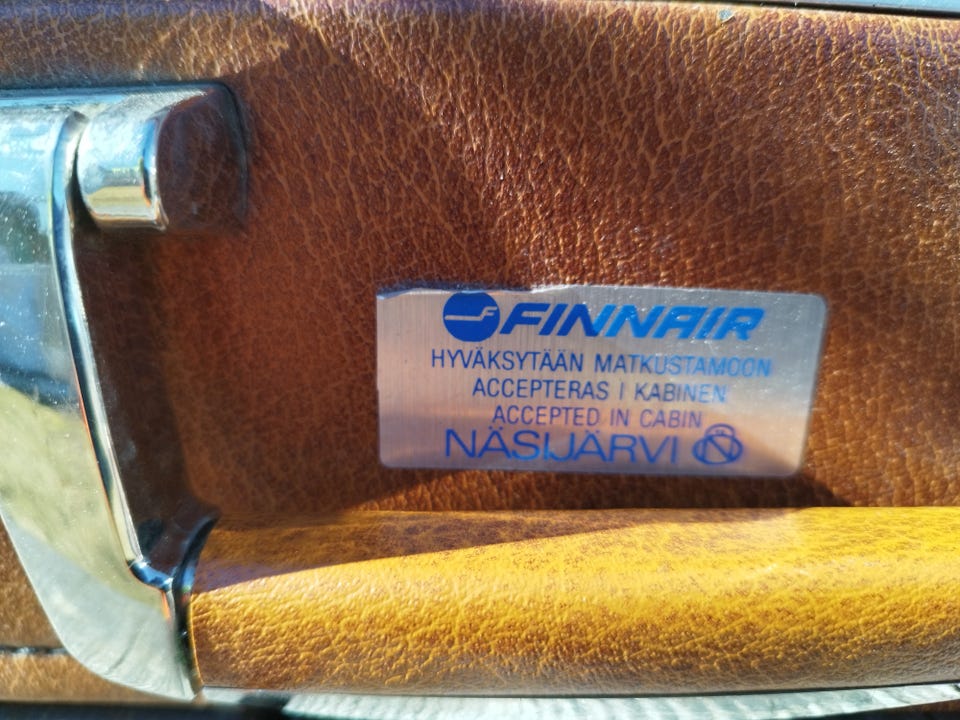 FINNAIR
HYVÄKSYTÄÄN MATKUSTAMOON
ACCEPTERAS I KABINEN
ACCEPTED IN CABIN
NÄSIJÄRVI